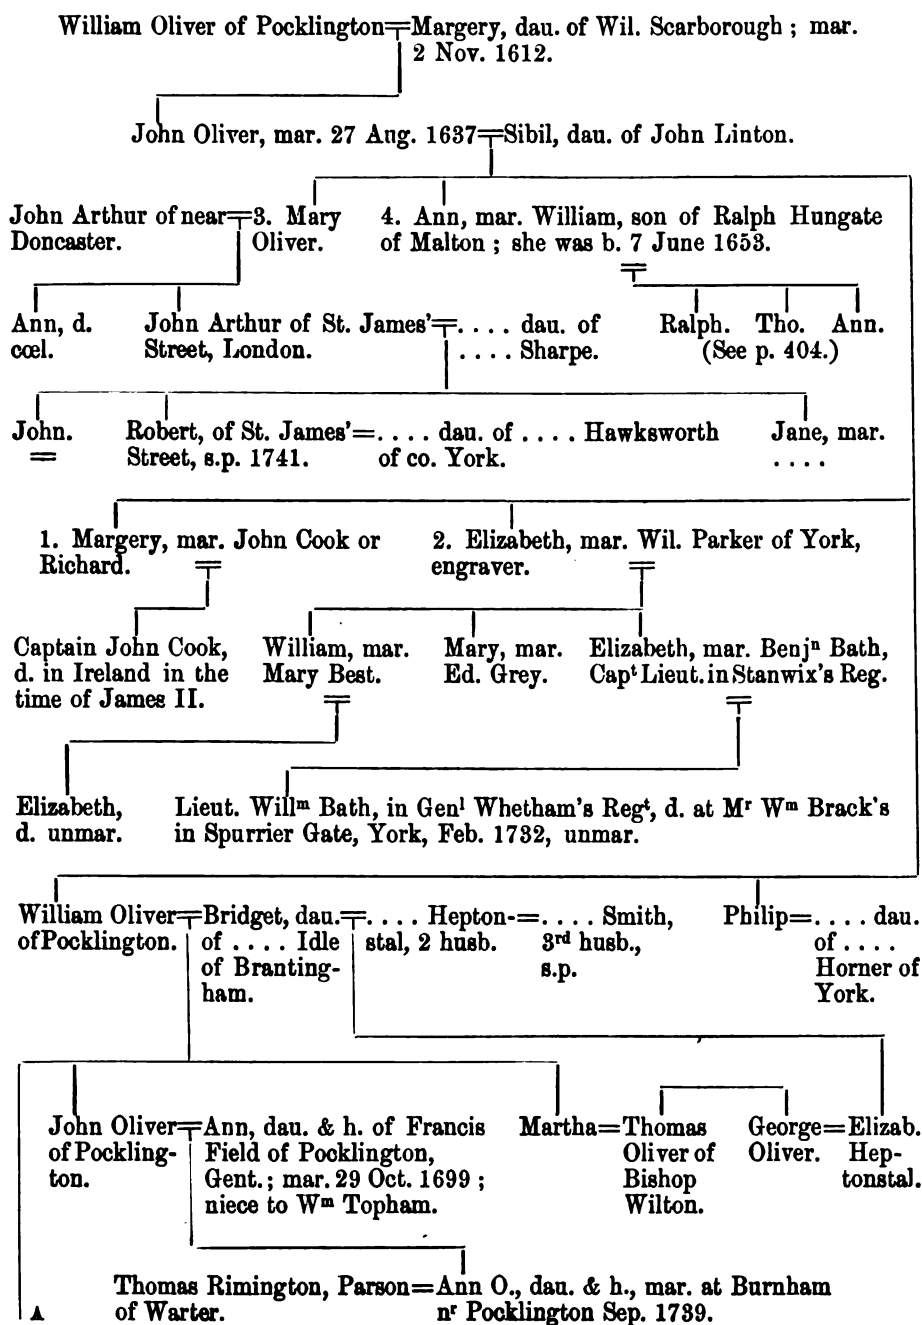 William Oliver of Pocklington=Margery, dau. of Wil. Scarborough ; mar.
2 Nov. 1612.
John Oliver, mar. 27 Aug. 1637=Sibil, dau. of John Linton.
John Arthur of near=3. Mary 4. Ann, mar. William, son of Ralph Hungate
Doncaster. Oliver. of Malton ; she was b. 7 June 1653.
=
Ann, d. John Arthur of St. James'=. . . . dau. of Ralph. Tho. Ann.
cœl. Street, London. . . . . Sharpe. (See p. 404.)
John. Robert, of St. James'=. . . . dau. of . . . . Hawksworth Jane, mar.
= Street, s.p. 1741. of co. York. . . . .
1. Margery, mar. John Cook or 2. Elizabeth, mar. Wil. Parker of York,
Richard. = engraver. =
Captain John Cook, William, mar. Mary, mar. Elizabeth, mar. Benjⁿ Bath,
d. in Ireland in the Mary Best. Ed. Grey. Capᵗ Lieut. in Stanwix's Reg.
time of James II. = =
Elizabeth, Lieut. Willᵐ Bath, in Genˡ Whetham's Regᵗ, d. at Mʳ Wᵐ Brack's
d. unmar. in Spurrier Gate, York, Feb. 1732, unmar.
William Oliver=Bridget, dau.=. . . . Hepton-=. . . . Smith, Philip=. . . . dau.
of Pocklington. of . . . . Idle stal, 2 husb. 3ʳᵈ husb., of . . . .
of Branting- s.p. Horner of
ham. York.
John Oliver=Ann, dau. & h. of Francis Martha=Thomas George=Elizab.
of Pockling- Field of Pocklington, Oliver of Oliver. Hep-
ton. Gent. ; mar. 29 Oct. 1699 ; Bishop tonstal.
niece to Wᵐ Topham. Wilton.
Thomas Rimington, Parson=Ann O., dau. & h., mar. at Burnham
▲ of Warter. nʳ Pocklington Sep. 1739.